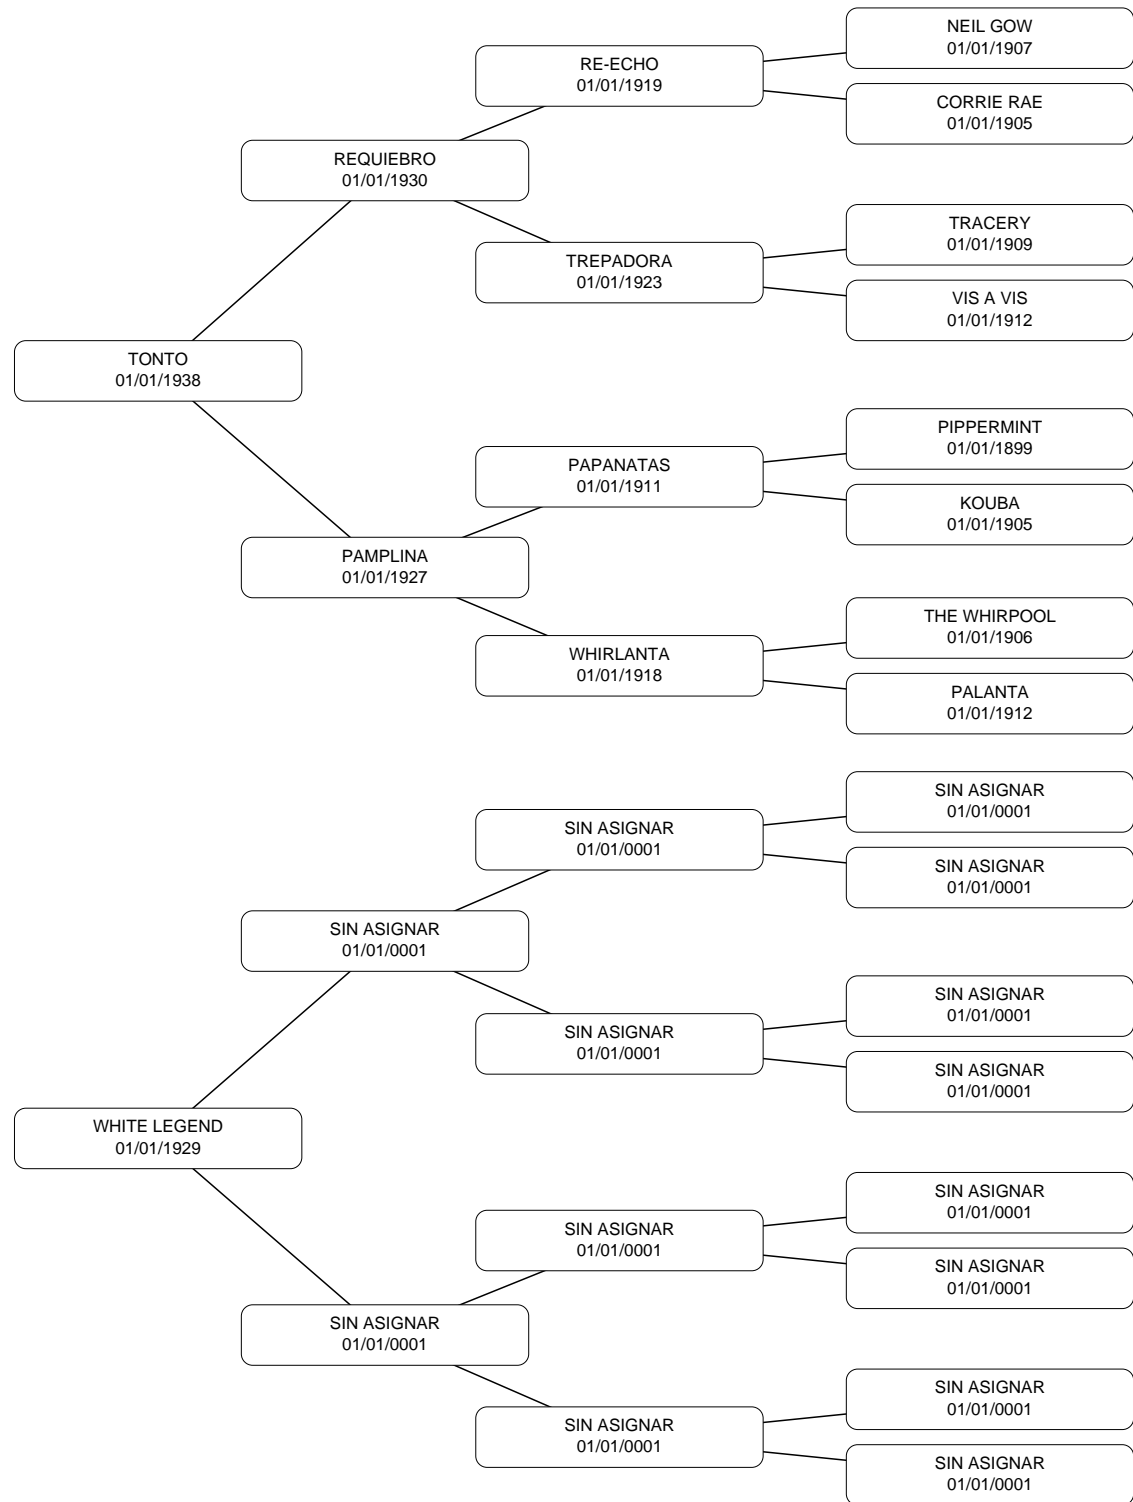 NEIL GOW
01/01/1907
RE-ECHO
01/01/1919
CORRIE RAE
01/01/1905
REQUIEBRO
01/01/1930
TRACERY
01/01/1909
TREPADORA
01/01/1923
VIS A VIS
01/01/1912
TONTO
01/01/1938
PIPPERMINT
01/01/1899
PAPANATAS
01/01/1911
KOUBA
01/01/1905
PAMPLINA
01/01/1927
THE WHIRPOOL
01/01/1906
WHIRLANTA
01/01/1918
PALANTA
01/01/1912
SIN ASIGNAR
01/01/0001
SIN ASIGNAR
01/01/0001
SIN ASIGNAR
01/01/0001
SIN ASIGNAR
01/01/0001
SIN ASIGNAR
01/01/0001
SIN ASIGNAR
01/01/0001
SIN ASIGNAR
01/01/0001
WHITE LEGEND
01/01/1929
SIN ASIGNAR
01/01/0001
SIN ASIGNAR
01/01/0001
SIN ASIGNAR
01/01/0001
SIN ASIGNAR
01/01/0001
SIN ASIGNAR
01/01/0001
SIN ASIGNAR
01/01/0001
SIN ASIGNAR
01/01/0001